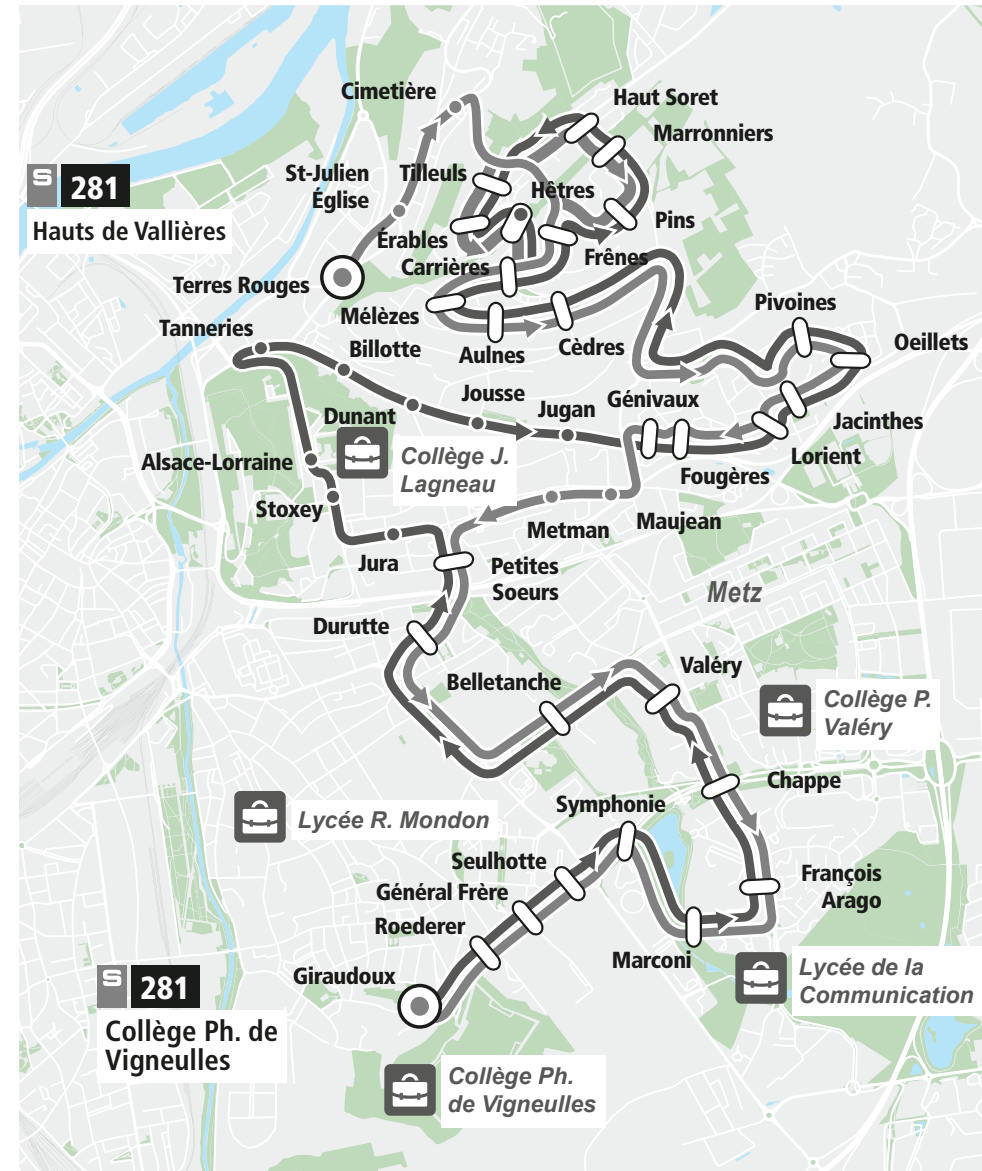 Cimetière
Haut Soret
Marronniers
St-Julien
Église
Tilleuls
Hêtres
S 281
Hauts de Vallières
Érables
Pins
Carrières
Frênes
Terres Rouges
Mélèzes
Pivoines
Tanneries
Billotte
Aulnes
Cèdres
Oeillets
Jousse
Génivaux
Dunant
Jugan
Jacinthes
Collège J.
Lagneau
Alsace-Lorraine
Lorient
Fougères
Stoxey
Metman
Maujean
Jura
Petites
Soeurs
Metz
Durutte
Belletanche
Valéry
Collège P.
Valéry
Chappe
Symphonie
Lycée R. Mondon
Seulhotte
Général Frère
François
Arago
Roederer
Marconi
Giraudoux
Lycée de la
Communication
S 281
Collège Ph. de
Vigneulles
Collège Ph.
de Vigneulles